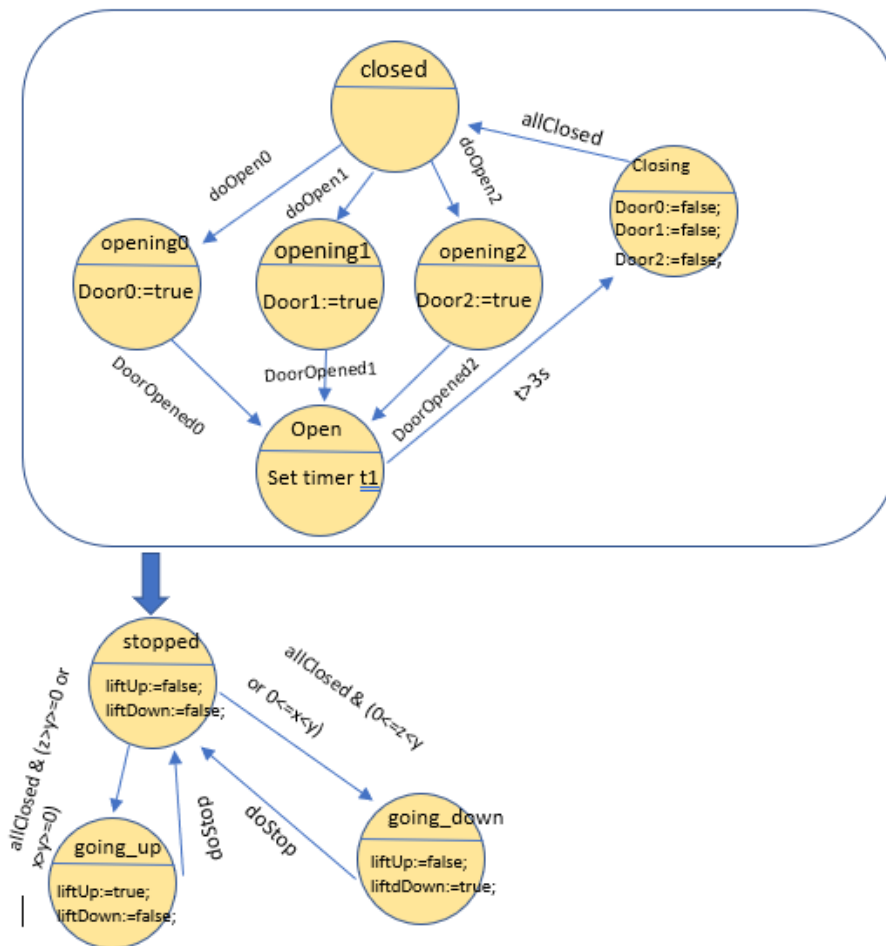 closed
allClosed
doOpen0
doOpen1
doOpen2
Closing
Door0:=false;
Door1:=false;
Door2:=false;
opening0
Door0:=true
opening1
Door1:=true
opening2
Door2:=true
DoorOpened0
DoorOpened1
DoorOpened2
t>3s
Open
Set timer t1
stopped
liftUp:=false;
liftDown:=false;
allClosed & (z>y>=0 or
x>y>=0)
allClosed & (0<=z<y
or 0<=x<y)
doStop
doStop
going_up
liftUp:=true;
liftDown:=false;
going_down
liftUp:=false;
liftdDown:=true;